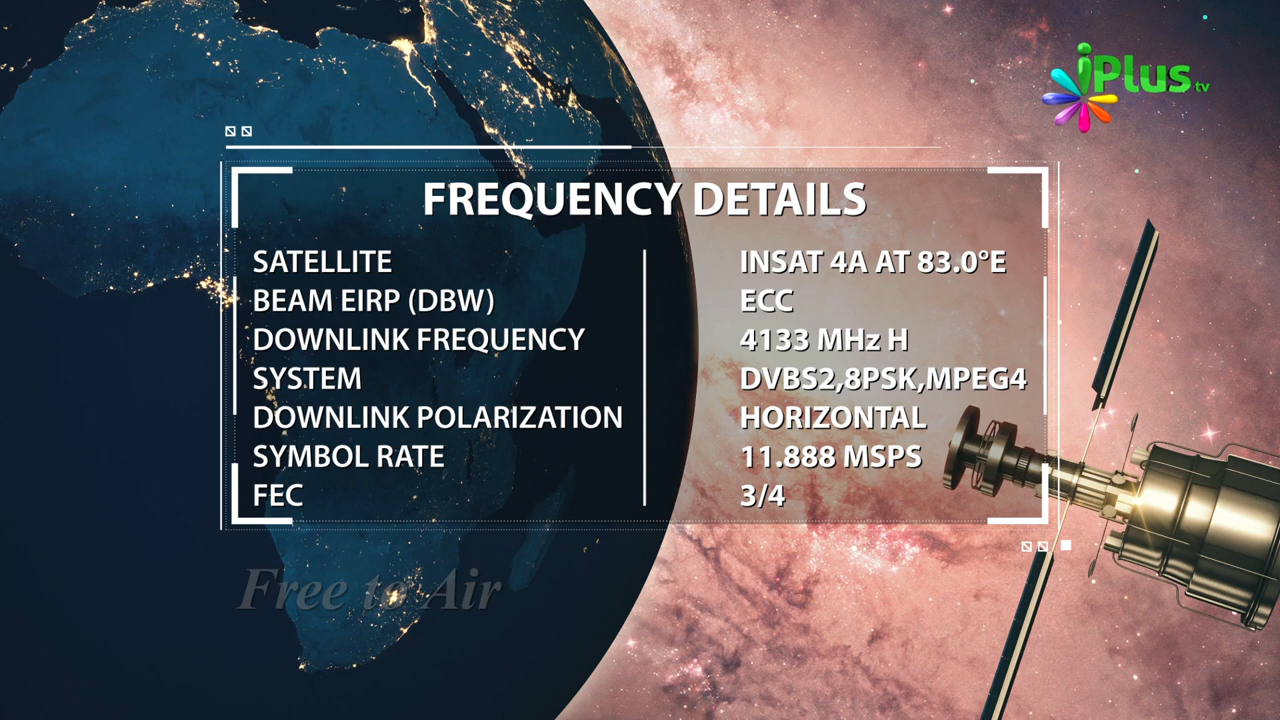 iPlus tv
FREQUENCY DETAILS
SATELLITE INSAT 4A AT 83.0°E
BEAM EIRP (DBW) ECC
DOWNLINK FREQUENCY 4133 MHz H
SYSTEM DVBS2,8PSK,MPEG4
DOWNLINK POLARIZATION HORIZONTAL
SYMBOL RATE 11.888 MSPS
FEC 3/4
Free to Air